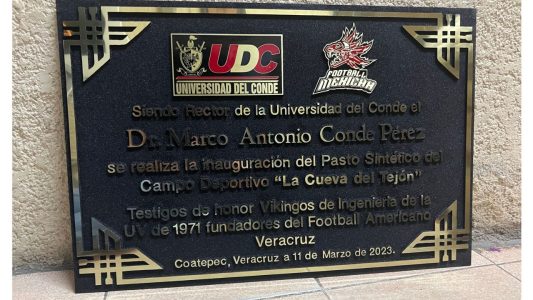 UDC
UNIVERSIDAD DEL CONDE
FOOTBALL
MEXICAH
Siendo Rector de la Universidad del Conde el
Dr. Marco Antonio Conde Pérez
se realiza la inauguración del Pasto Sintético del
Campo Deportivo “La Cueva del Tejón”
Testigos de honor Vikingos de Ingeniería de la
UV de 1971 fundadores del Football Americano
Veracruz
Coatepec, Veracruz a 11 de Marzo de 2023.